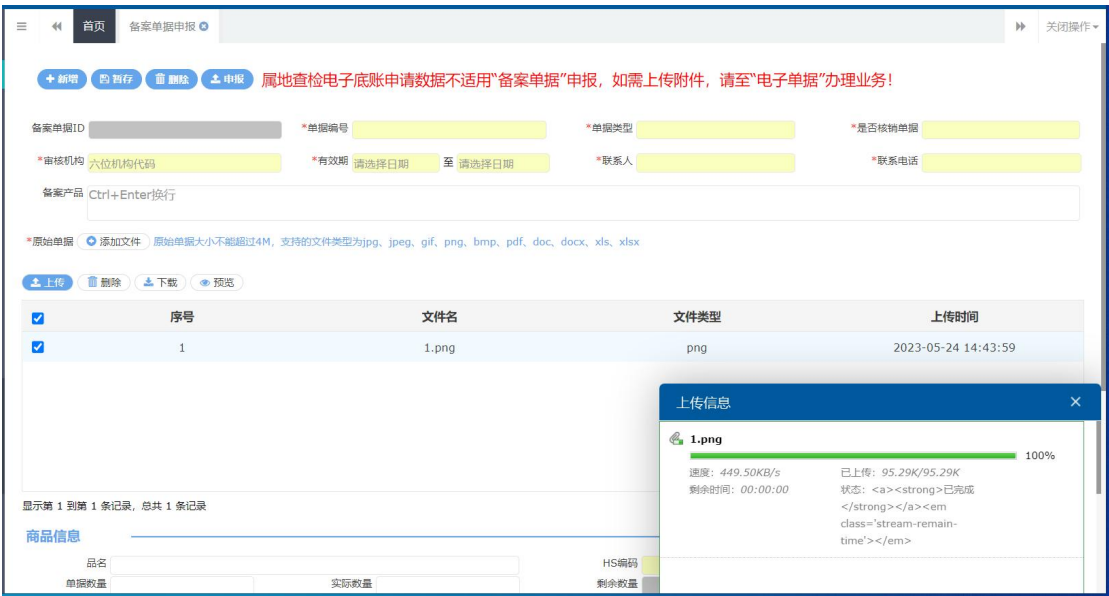 首页 备案单据申报 关闭操作
新增 暂存 删除 申报 属地查检电子底账申请数据不适用“备案单据”申报，如需上传附件，请至“电子单据”办理业务！
备案单据ID *单据编号 *单据类型 *是否核销单据
*审核机构 六位机构代码 *有效期 请选择日期 至 请选择日期 *联系人 *联系电话
备案产品 Ctrl+Enter换行
*原始单据 添加文件 原始单据大小不能超过4M，支持的文件类型为jpg、jpeg、gif、png、bmp、pdf、doc、docx、xls、xlsx
上传 删除 下载 预览
序号 文件名 文件类型 上传时间
1 1.png png 2023-05-24 14:43:59
上传信息
1.png
100%
速度：449.50KB/s 已上传：95.29K/95.29K
剩余时间：00:00:00 状态：<a><strong>已完成
</strong></a><em
class='stream-remain-
time'></em>
显示第 1 到第 1 条记录，总共 1 条记录
商品信息
品名 HS编码
单据数量 实际数量 剩余数量